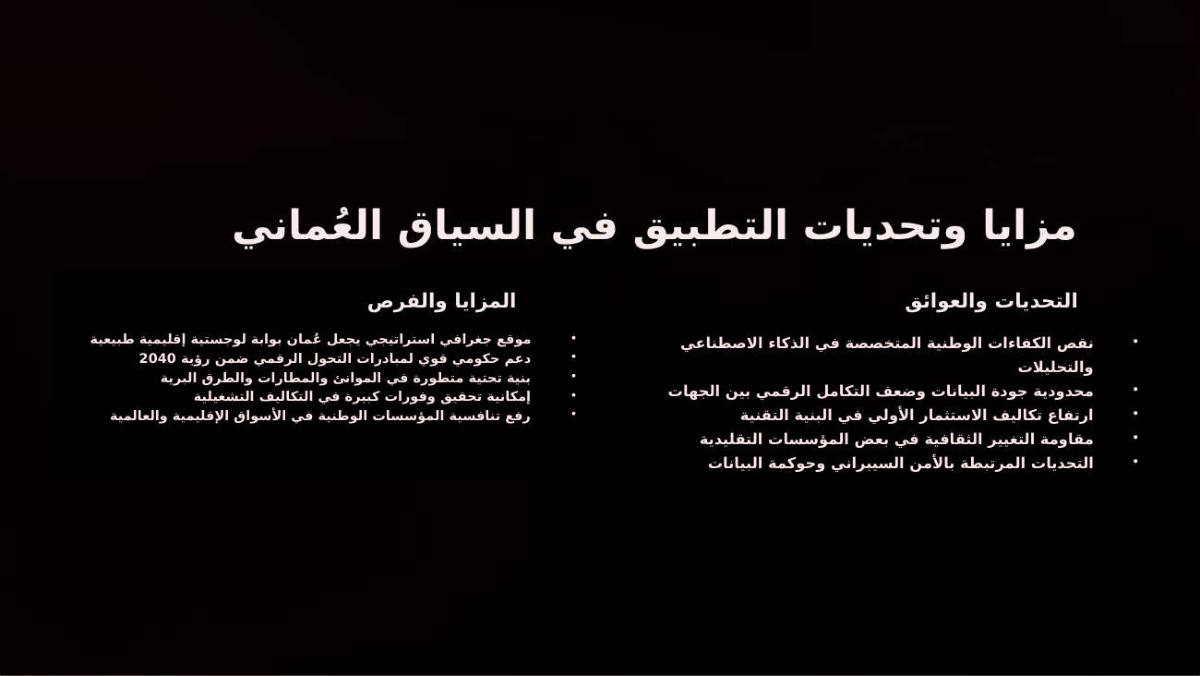 مزايا وتحديات التطبيق في السياق العُماني
التحديات والعوائق
• نقص الكفاءات الوطنية المتخصصة في الذكاء الاصطناعي
والتحليلات
• محدودية جودة البيانات وضعف التكامل الرقمي بين الجهات
• ارتفاع تكاليف الاستثمار الأولي في البنية التقنية
• مقاومة التغيير الثقافية في بعض المؤسسات التقليدية
• التحديات المرتبطة بالأمن السيبراني وحوكمة البيانات
المزايا والفرص
• موقع جغرافي استراتيجي يجعل عُمان بوابة لوجستية إقليمية طبيعية
• دعم حكومي قوي لمبادرات التحول الرقمي ضمن رؤية 2040
• بنية تحتية متطورة في الموانئ والمطارات والطرق البرية
• إمكانية تحقيق وفورات كبيرة في التكاليف التشغيلية
• رفع تنافسية المؤسسات الوطنية في الأسواق الإقليمية والعالمية